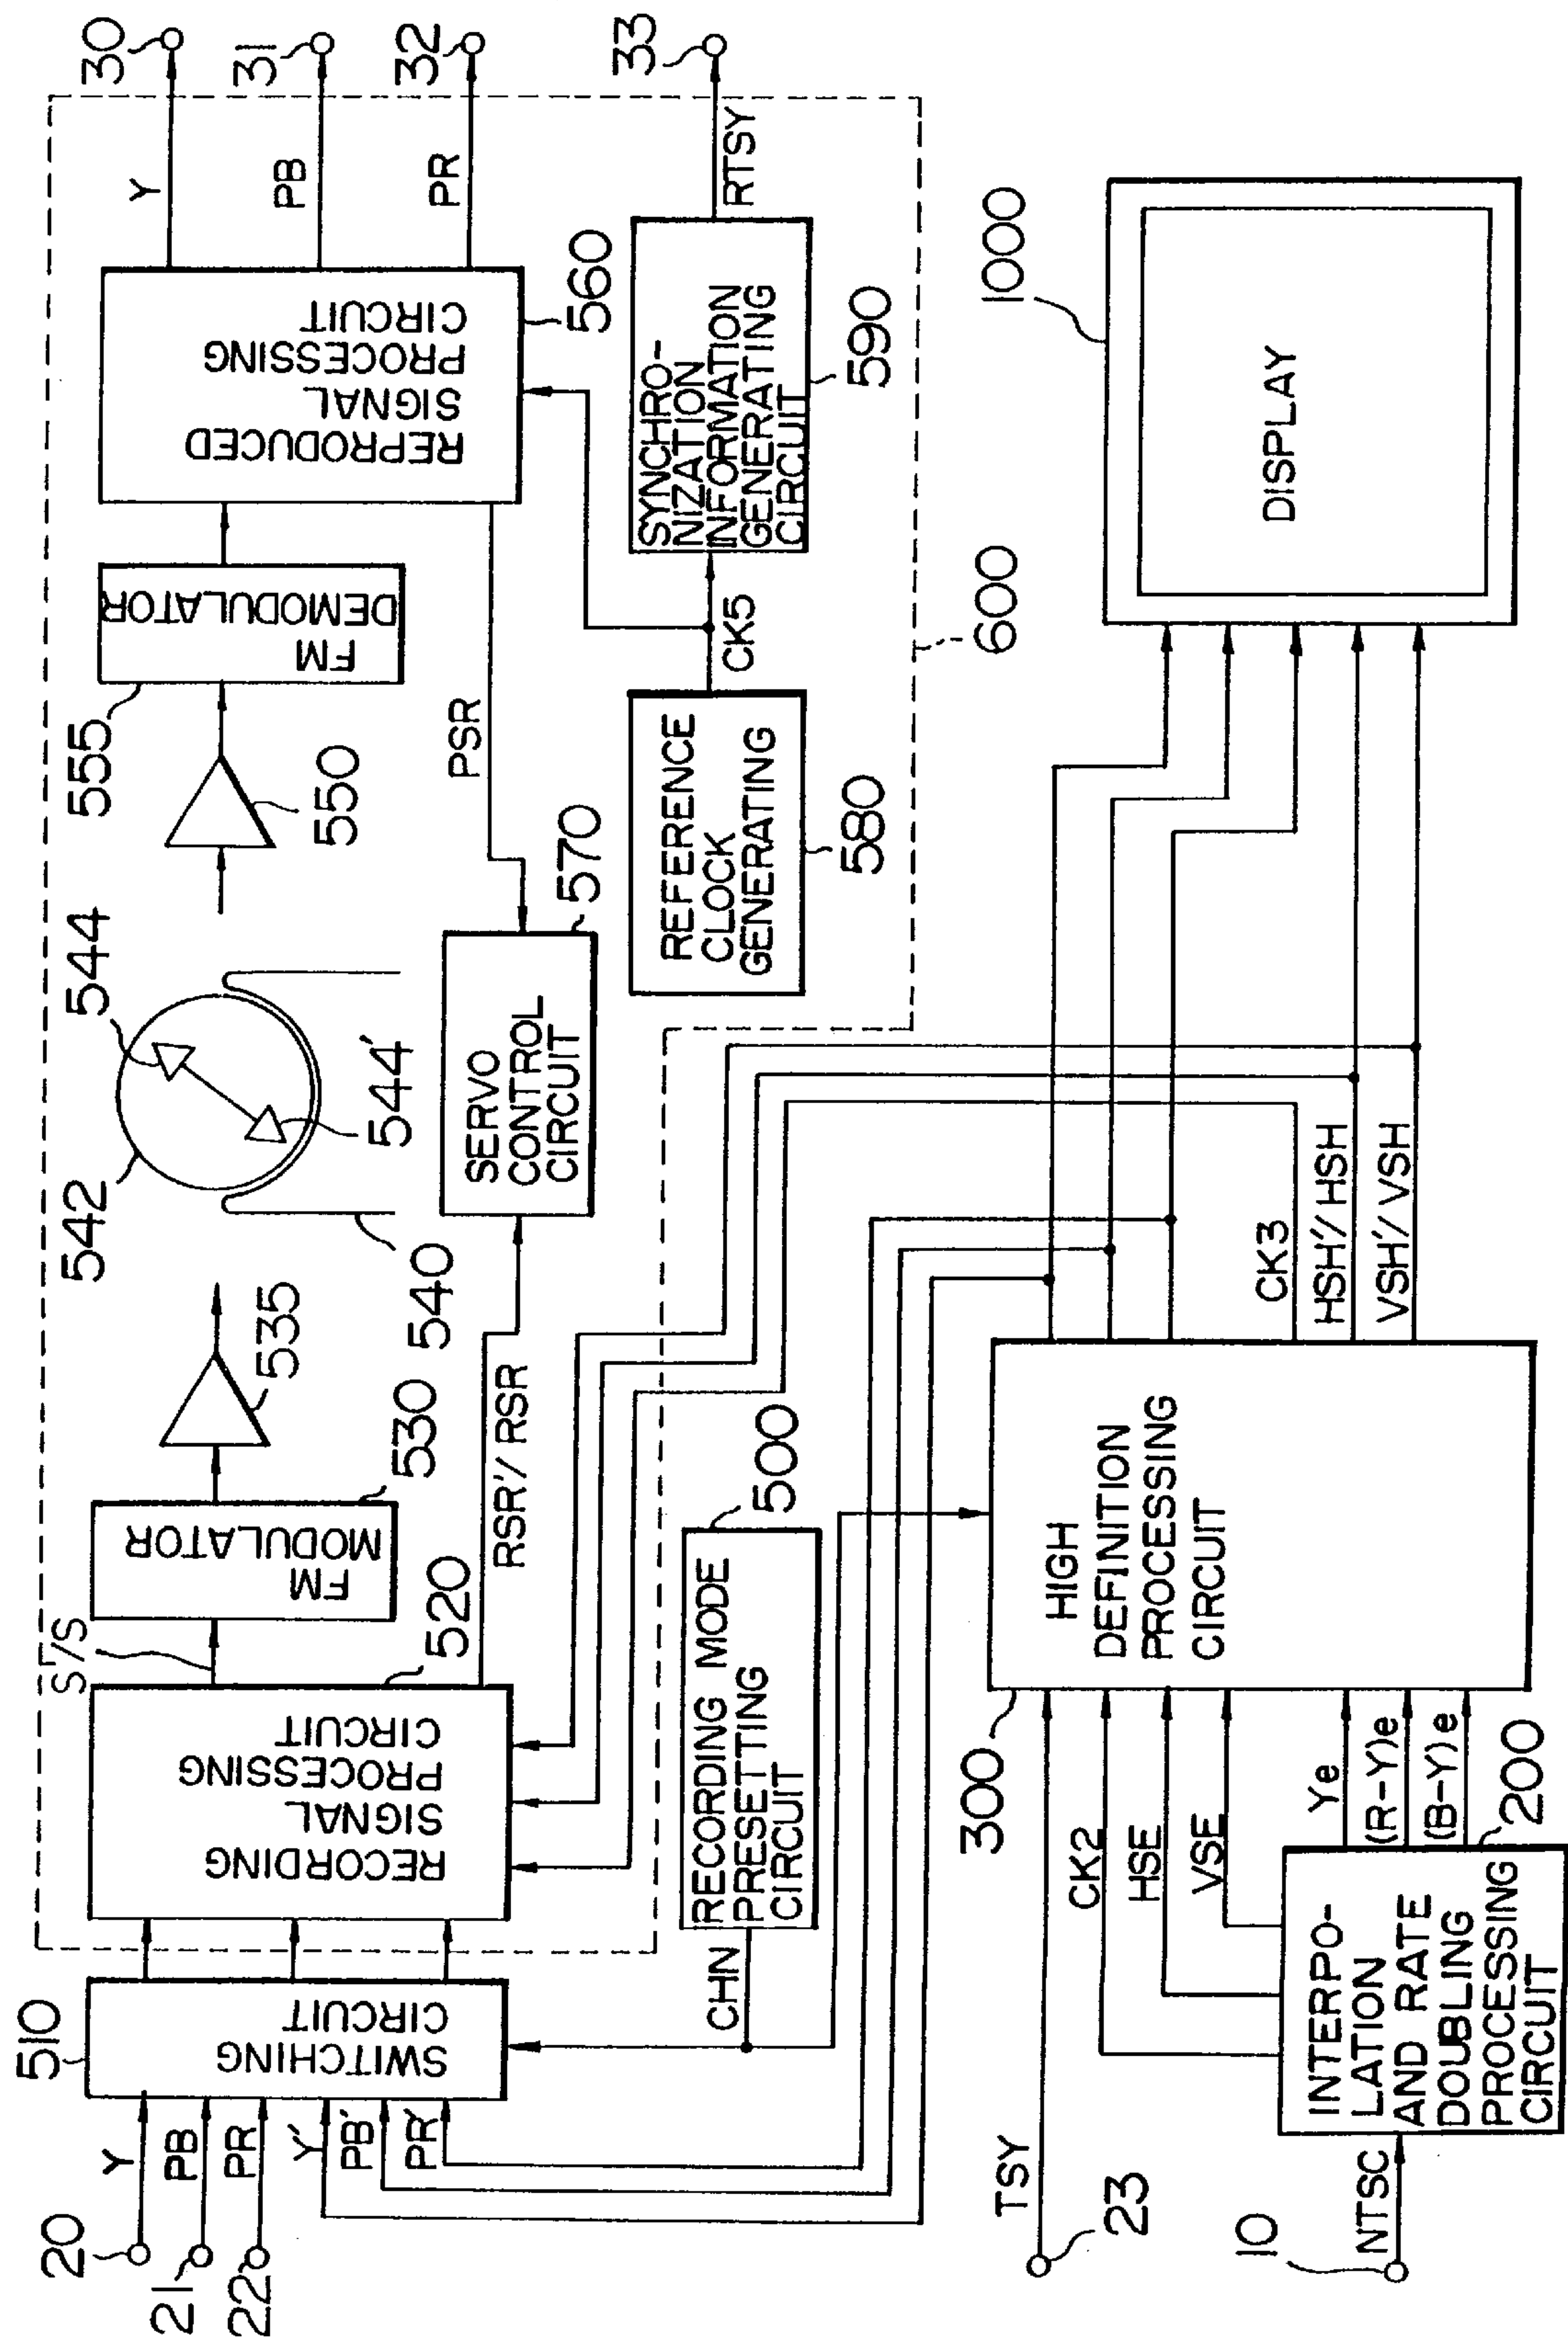 20
Y
21
PB
22
PR
Y'
PB'
PR'
510
SWITCHING
CIRCUIT
RECORDING
SIGNAL
PROCESSING
CIRCUIT
520
S'/S
FM
MODULATOR
530
535
RSR'/RSR
540
542
544
544'
SERVO
CONTROL
CIRCUIT
570
PSR
550
555
FM
DEMODULATOR
REPRODUCED
SIGNAL
PROCESSING
CIRCUIT
560
Y
30
PB
31
PR
32
REFERENCE
CLOCK
GENERATING
580
CK5
SYNCHRO-
NIZATION
INFORMATION
GENERATING
CIRCUIT
590
RTSY
33
600
CHN
RECORDING MODE
PRESETTING
CIRCUIT
500
TSY
23
10
NTSC
INTERPO-
LATION
AND RATE
DOUBLING
PROCESSING
CIRCUIT
200
CK2
HSE
VSE
Ye
(R-Y)e
(B-Y)e
300
HIGH
DEFINITION
PROCESSING
CIRCUIT
CK3
HSH'/HSH
VSH'/VSH
DISPLAY
1000